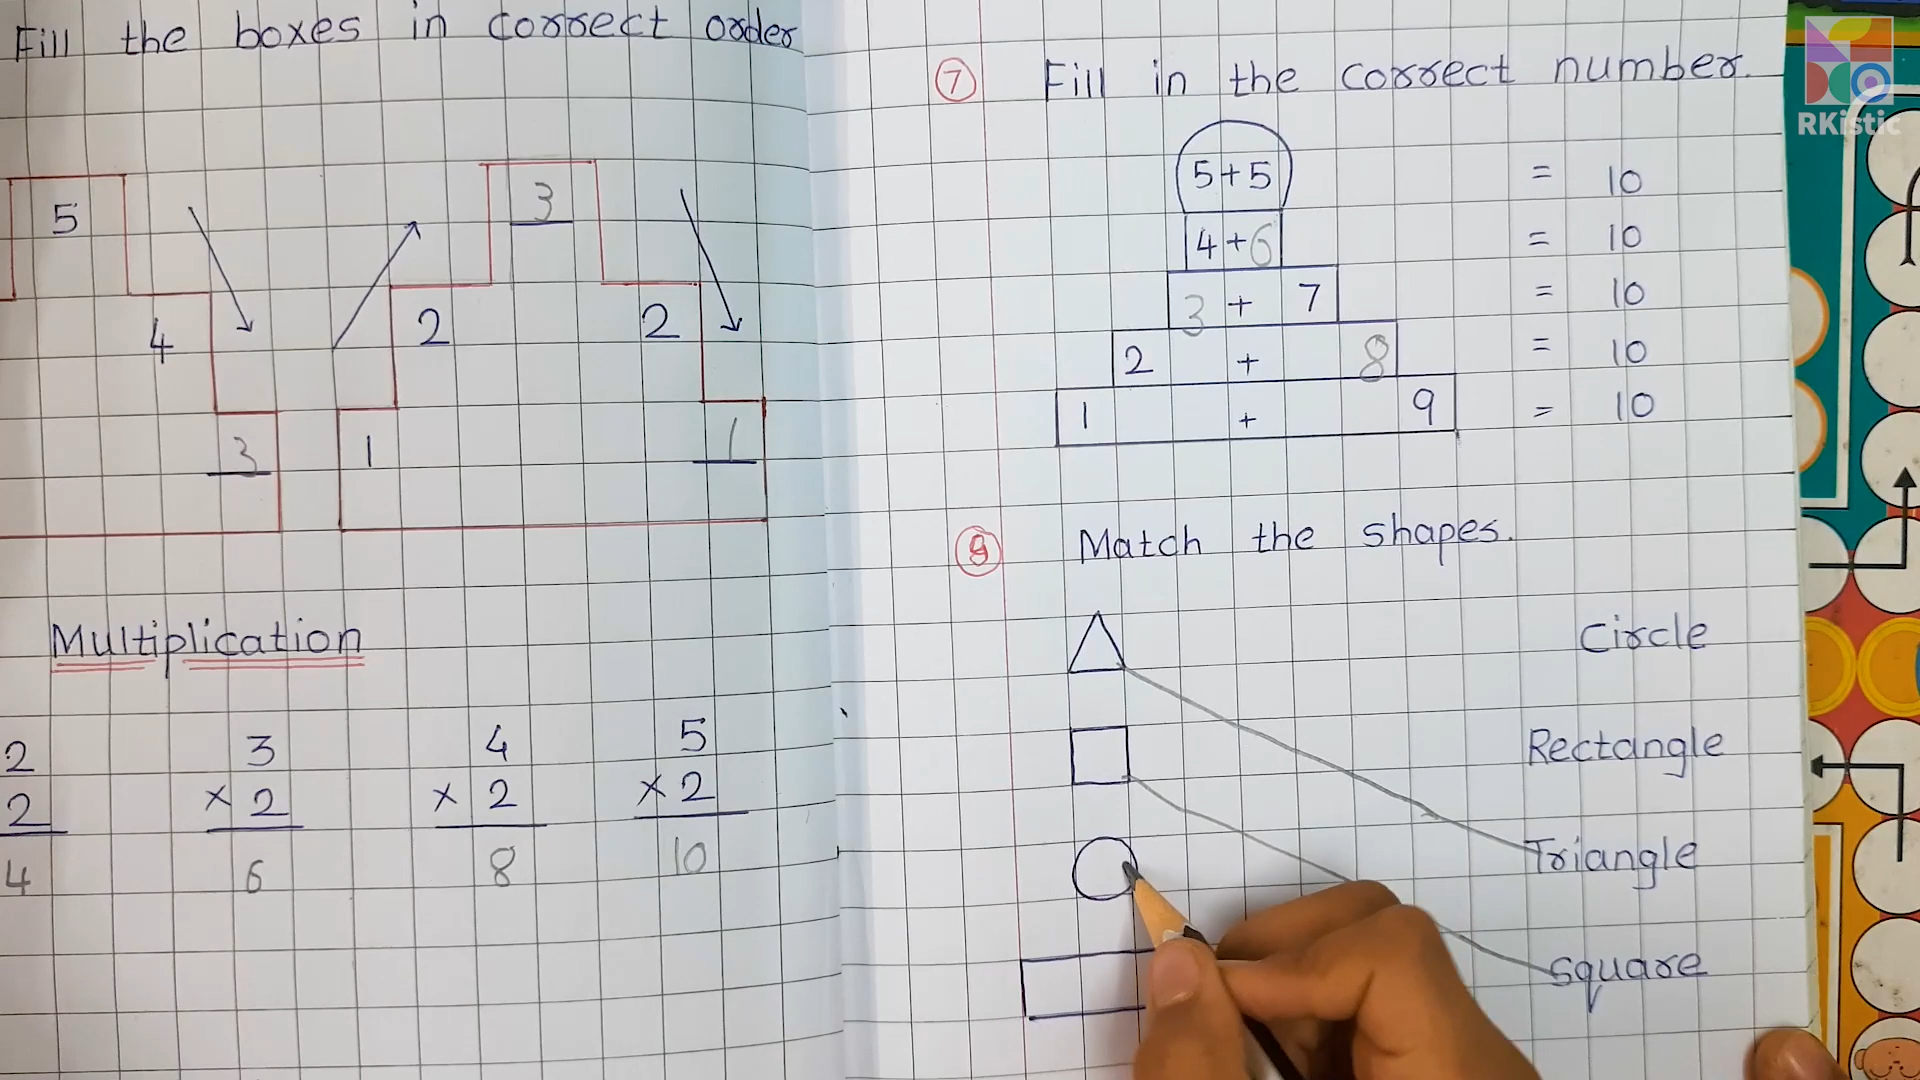 Fill the boxes in correct order
5
4
3
3
2
2
1
1
Multiplication
2 3 4 5
2 × 2 × 2 × 2
4 6 8 10
7 Fill in the correct number.
5+5 = 10
4+6 = 10
3 + 7 = 10
2 + 8 = 10
1 + 9 = 10
Match the shapes.
Circle
Rectangle
Triangle
square
RKistic